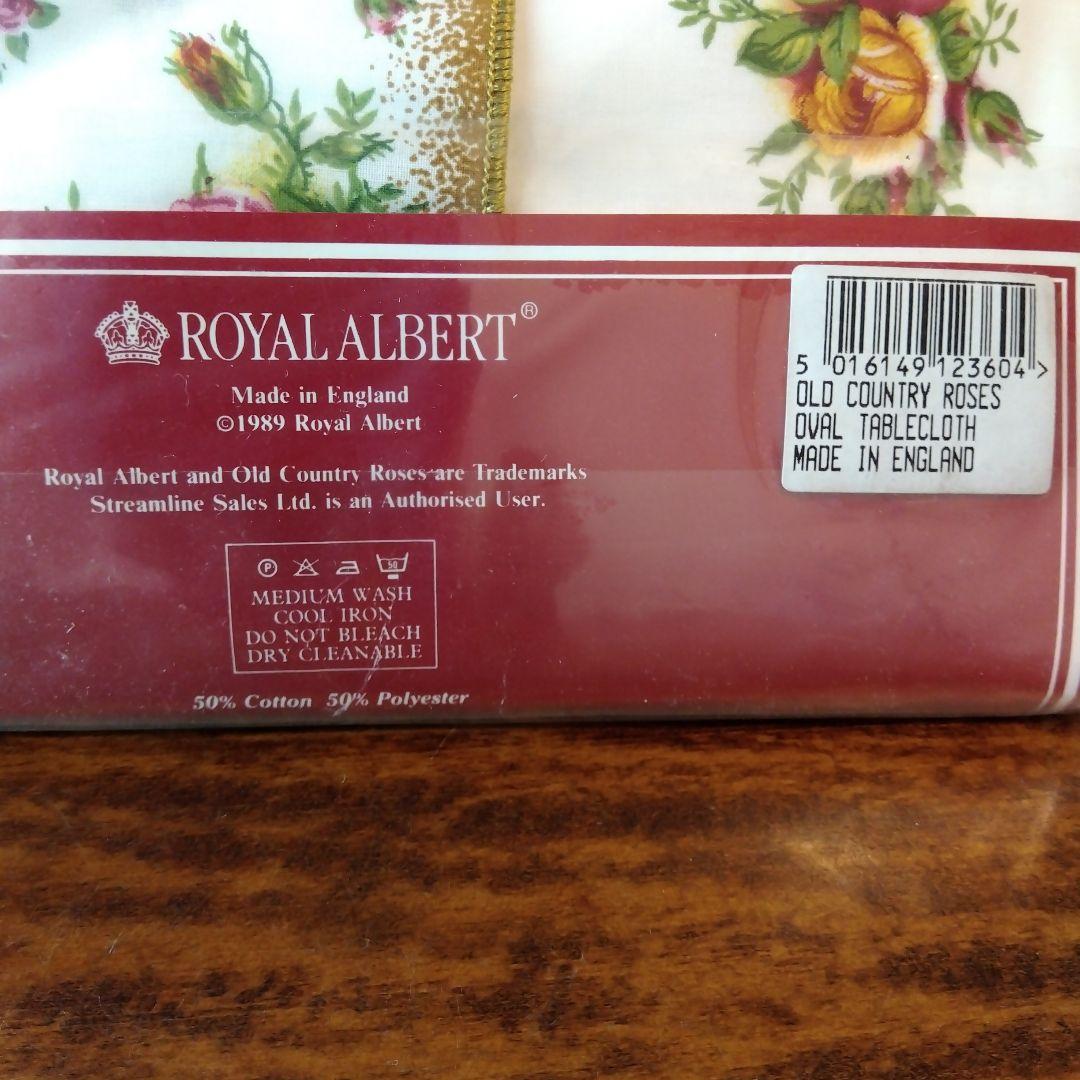 ROYAL ALBERT®
Made in England
©1989 Royal Albert
Royal Albert and Old Country Roses are Trademarks
Streamline Sales Ltd. is an Authorised User.
P 50
MEDIUM WASH
COOL IRON
DO NOT BLEACH
DRY CLEANABLE
50% Cotton 50% Polyester
5 016149 123604 >
OLD COUNTRY ROSES
OVAL TABLECLOTH
MADE IN ENGLAND